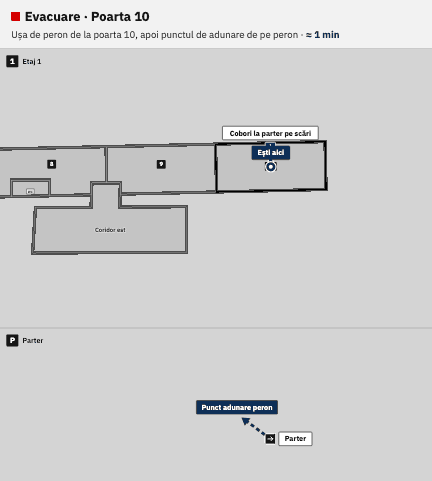 Evacuare · Poarta 10
Ușa de peron de la poarta 10, apoi punctul de adunare de pe peron · ≈ 1 min
1 Etaj 1
Cobori la parter pe scări
Ești aici
8
9
Coridor est
P Parter
Punct adunare peron
Parter